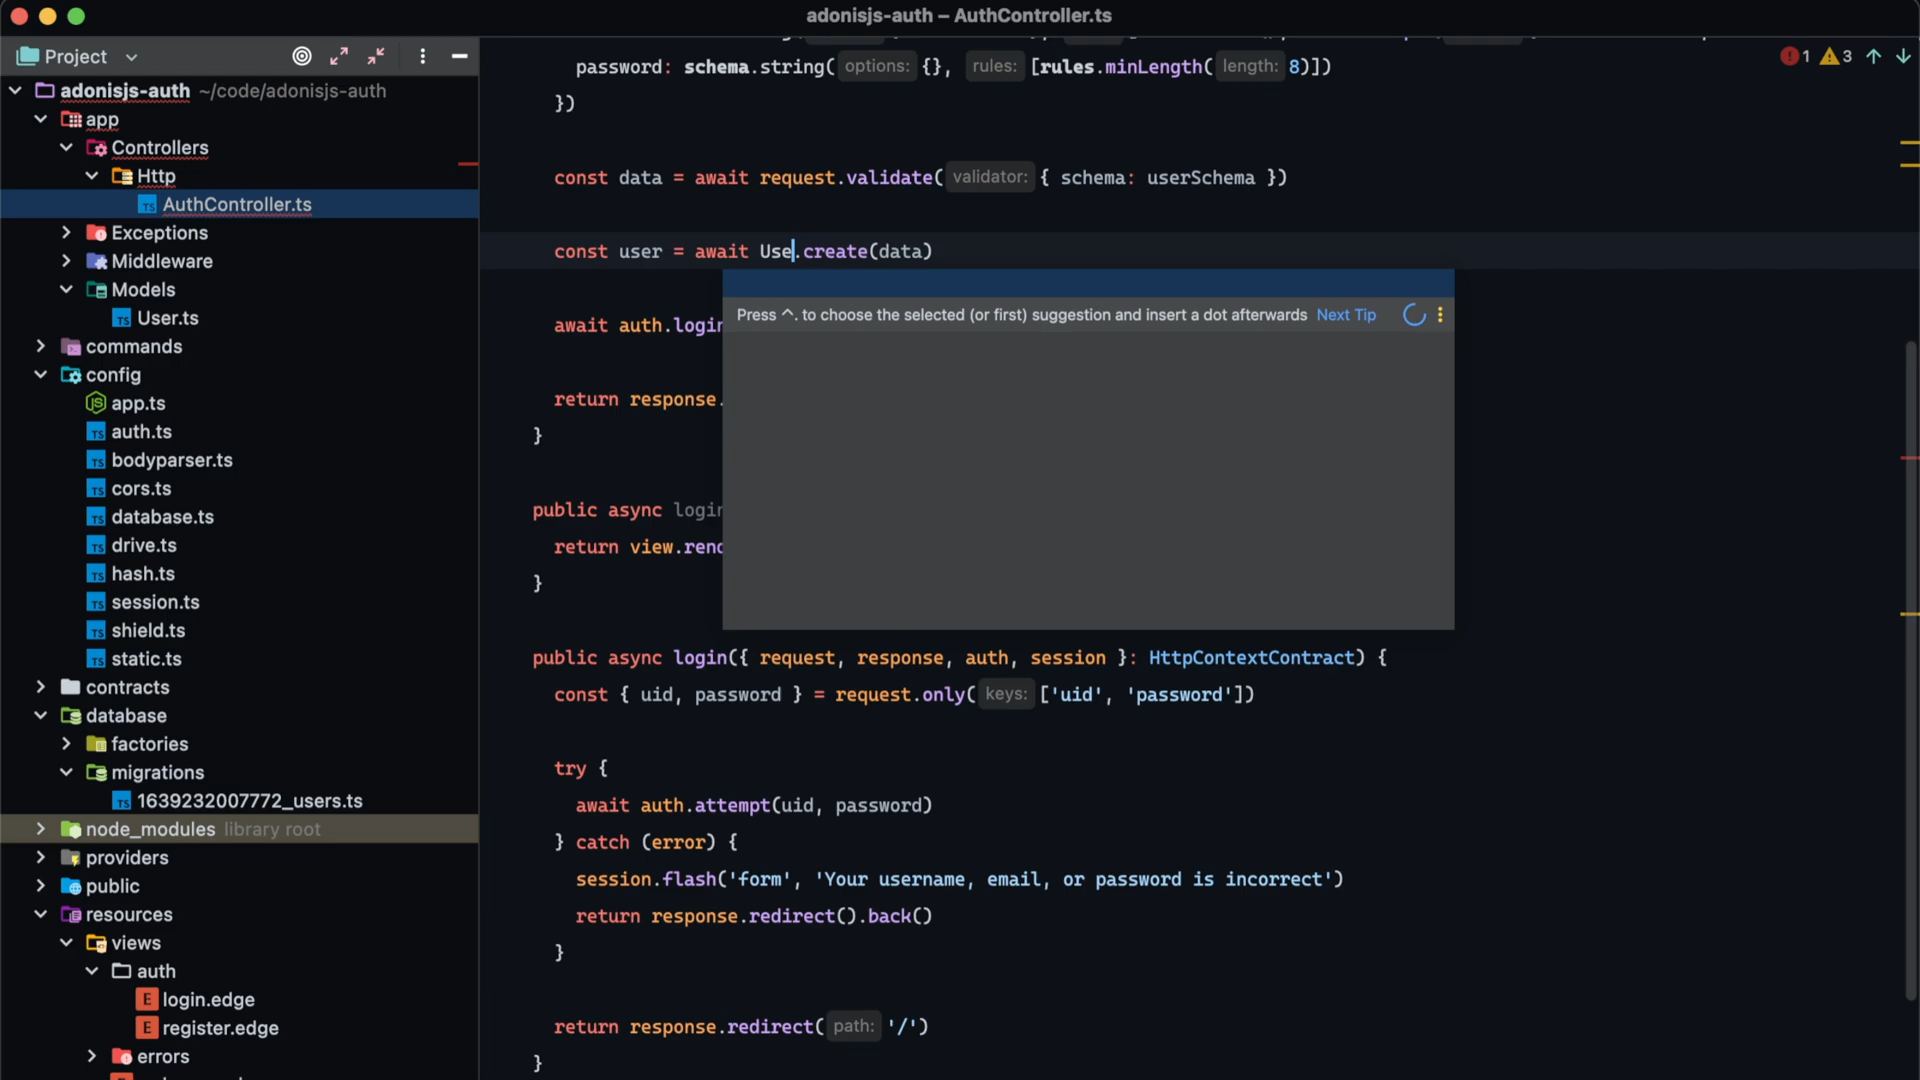 adonisjs-auth – AuthController.ts
Project
adonisjs-auth ~/code/adonisjs-auth
app
Controllers
Http
AuthController.ts
Exceptions
Middleware
Models
User.ts
commands
config
app.ts
auth.ts
bodyparser.ts
cors.ts
database.ts
drive.ts
hash.ts
session.ts
shield.ts
static.ts
contracts
database
factories
migrations
1639232007772_users.ts
node_modules library root
providers
public
resources
views
auth
login.edge
register.edge
errors
1 3
password: schema.string( options: {}, rules: [rules.minLength( length: 8)])
})
const data = await request.validate( validator: { schema: userSchema })
const user = await Use.create(data)
Press ^. to choose the selected (or first) suggestion and insert a dot afterwards Next Tip
await auth.login
return response.
}
public async login
return view.rend
}
public async login({ request, response, auth, session }: HttpContextContract) {
const { uid, password } = request.only( keys: ['uid', 'password'])
try {
await auth.attempt(uid, password)
} catch (error) {
session.flash('form', 'Your username, email, or password is incorrect')
return response.redirect().back()
}
return response.redirect( path: '/')
}